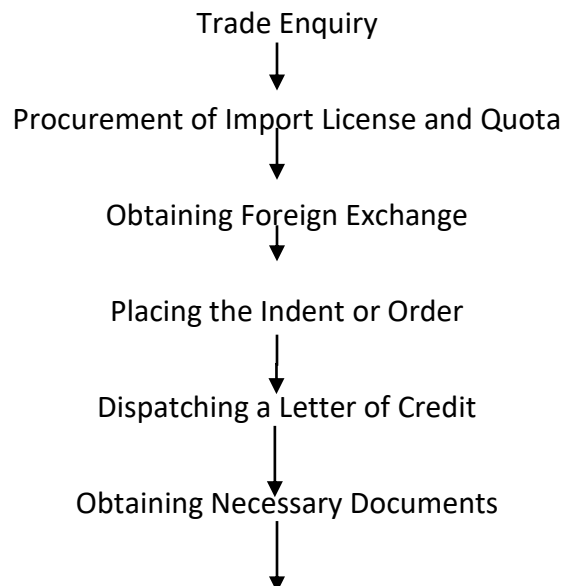 Trade Enquiry
Procurement of Import License and Quota
Obtaining Foreign Exchange
Placing the Indent or Order
Dispatching a Letter of Credit
Obtaining Necessary Documents